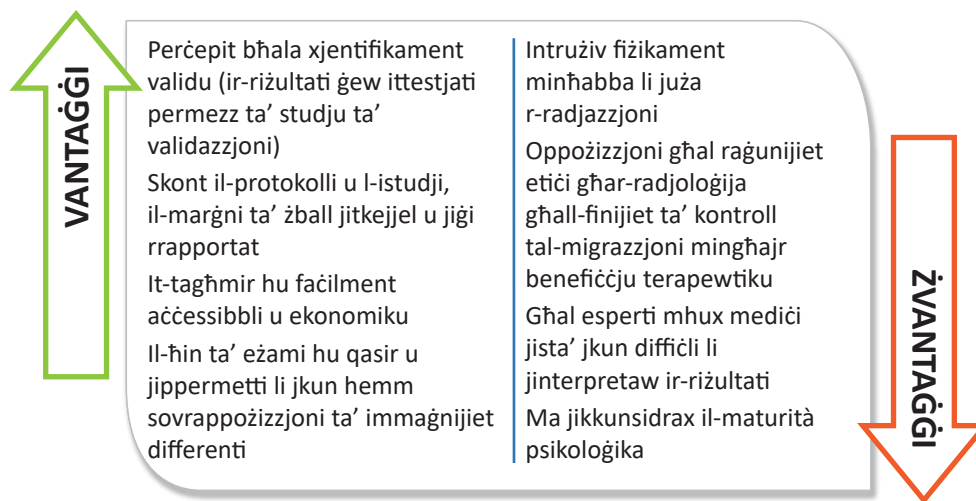 VANTAĠĠI
Perċepit bħala xjentifikament
validu (ir-riżultati ġew ittestjati
permezz ta’ studju ta’
validazzjoni)
Skont il-protokolli u l-istudji,
il-marġni ta’ żball jitkejjel u jiġi
rrapportat
It-tagħmir hu faċilment
aċċessibbli u ekonomiku
Il-ħin ta’ eżami hu qasir u
jippermetti li jkun hemm
sovrappożizzjoni ta’ immaġnijiet
differenti
Intrużiv fiżikament
minħabba li juża
r-radjazzjoni
Oppożizzjoni għal raġunijiet
etiċi għar-radjoloġija
għall-finijiet ta’ kontroll
tal-migrazzjoni mingħajr
benefiċċju terapewtiku
Għal esperti mhux mediċi
jista’ jkun diffiċli li
jinterpretaw ir-riżultati
Ma jikkunsidrax il-maturità
psikoloġika
ŻVANTAĠĠI